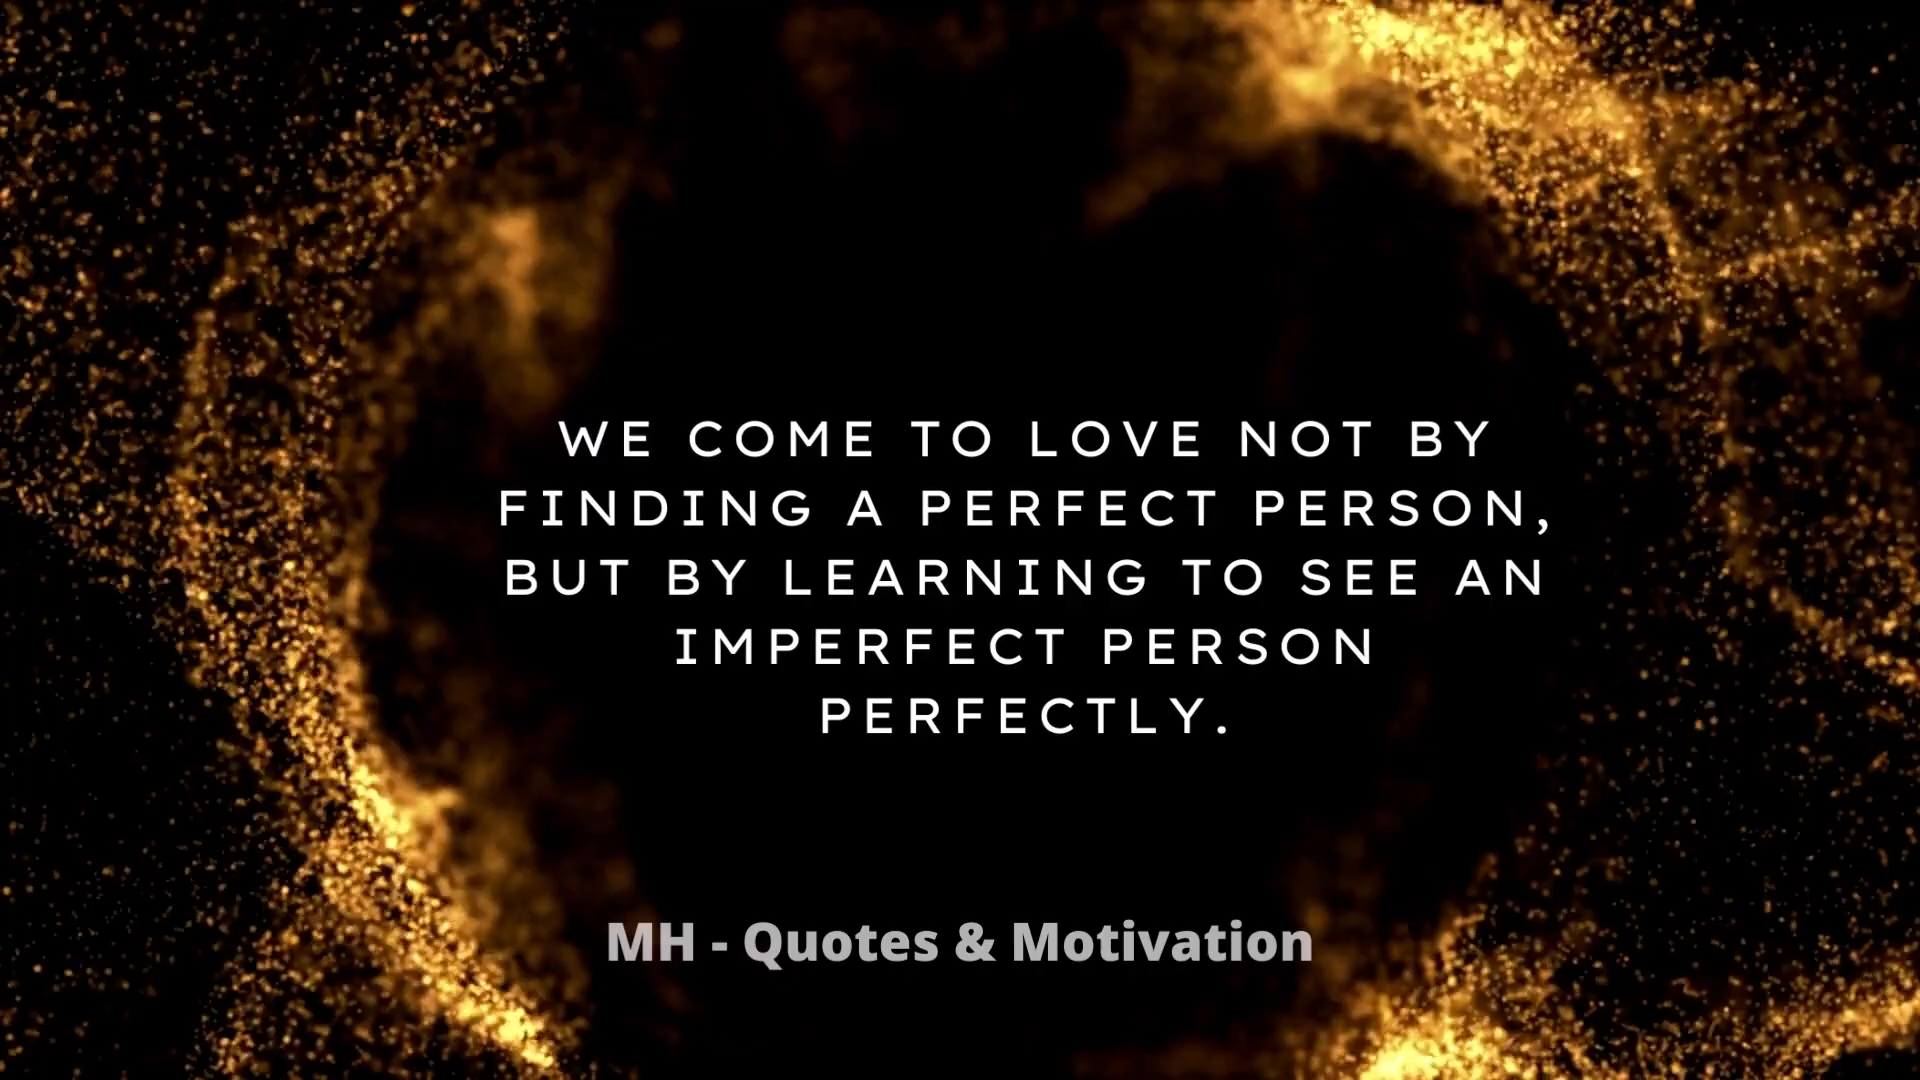 WE COME TO LOVE NOT BY
FINDING A PERFECT PERSON,
BUT BY LEARNING TO SEE AN
IMPERFECT PERSON
PERFECTLY.
MH - Quotes & Motivation